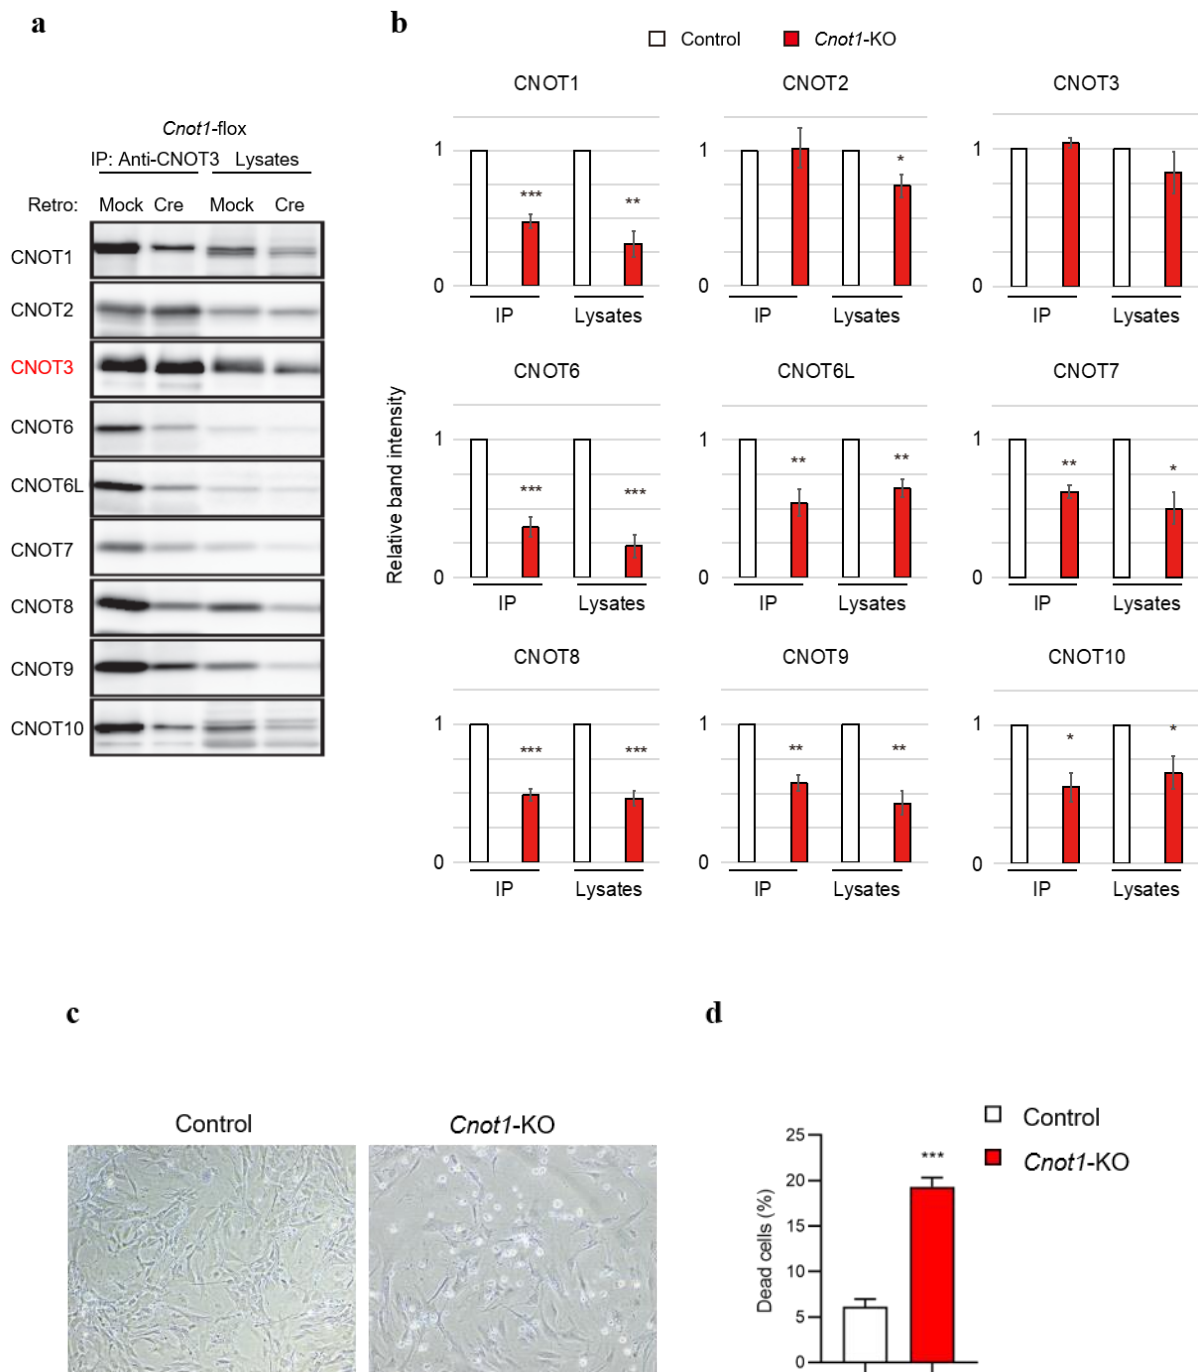 a
Cnot1-flox
IP: Anti-CNOT3 Lysates
Retro: Mock Cre Mock Cre
CNOT1
CNOT2
CNOT3
CNOT6
CNOT6L
CNOT7
CNOT8
CNOT9
CNOT10
b
Control Cnot1-KO
Relative band intensity
CNOT1
1
***
**
0
IP Lysates
CNOT2
1
*
0
IP Lysates
CNOT3
1
0
IP Lysates
CNOT6
1
***
***
0
IP Lysates
CNOT6L
1
**
**
0
IP Lysates
CNOT7
1
**
*
0
IP Lysates
CNOT8
1
***
***
0
IP Lysates
CNOT9
1
**
**
0
IP Lysates
CNOT10
1
*
*
0
IP Lysates
c
Control Cnot1-KO
d
Control
Cnot1-KO
Dead cells (%)
25
20
15
10
5
0
***